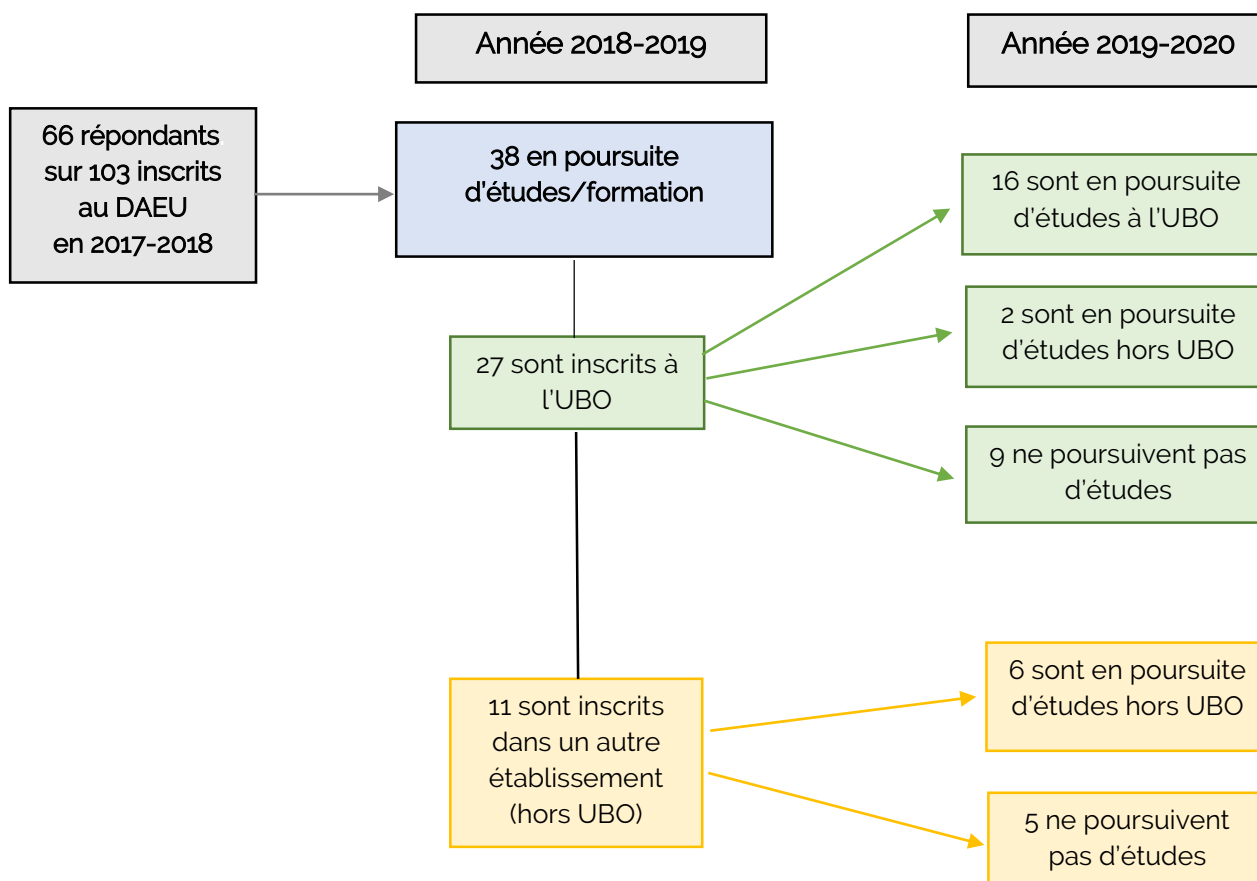 Année 2018-2019
Année 2019-2020
66 répondants
sur 103 inscrits
au DAEU
en 2017-2018
38 en poursuite
d'études/formation
16 sont en poursuite
d'études à l'UBO
2 sont en poursuite
d'études hors UBO
27 sont inscrits à
l'UBO
9 ne poursuivent pas
d'études
11 sont inscrits
dans un autre
établissement
(hors UBO)
6 sont en poursuite
d'études hors UBO
5 ne poursuivent
pas d'études